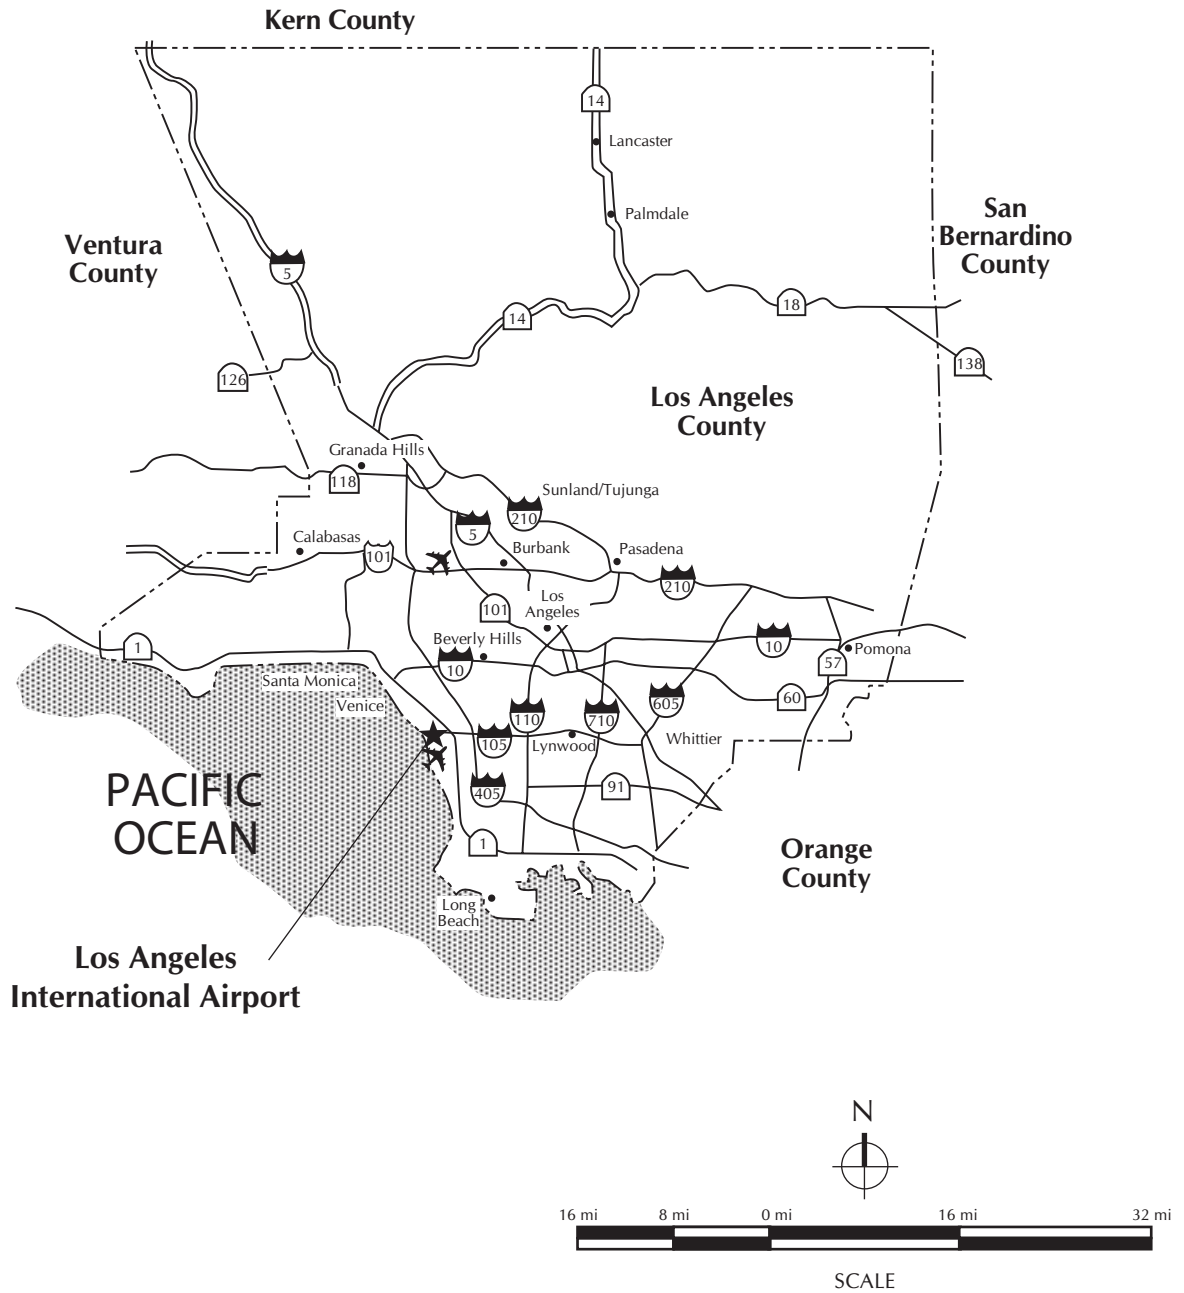 Kern County
14
Lancaster
San
Bernardino
County
Palmdale
Ventura
County
5
18
14
138
126
Los Angeles
County
Granada Hills
118
Sunland/Tujunga
210
5
Calabasas
101
Burbank
Pasadena
210
Los
Angeles
101
1
Beverly Hills
10
10
57
Pomona
Santa Monica
Venice
605
60
110
710
105
Lynwood
Whittier
PACIFIC
OCEAN
405
91
1
Orange
County
Long
Beach
Los Angeles
International Airport
N
16 mi
8 mi
0 mi
16 mi
32 mi
SCALE